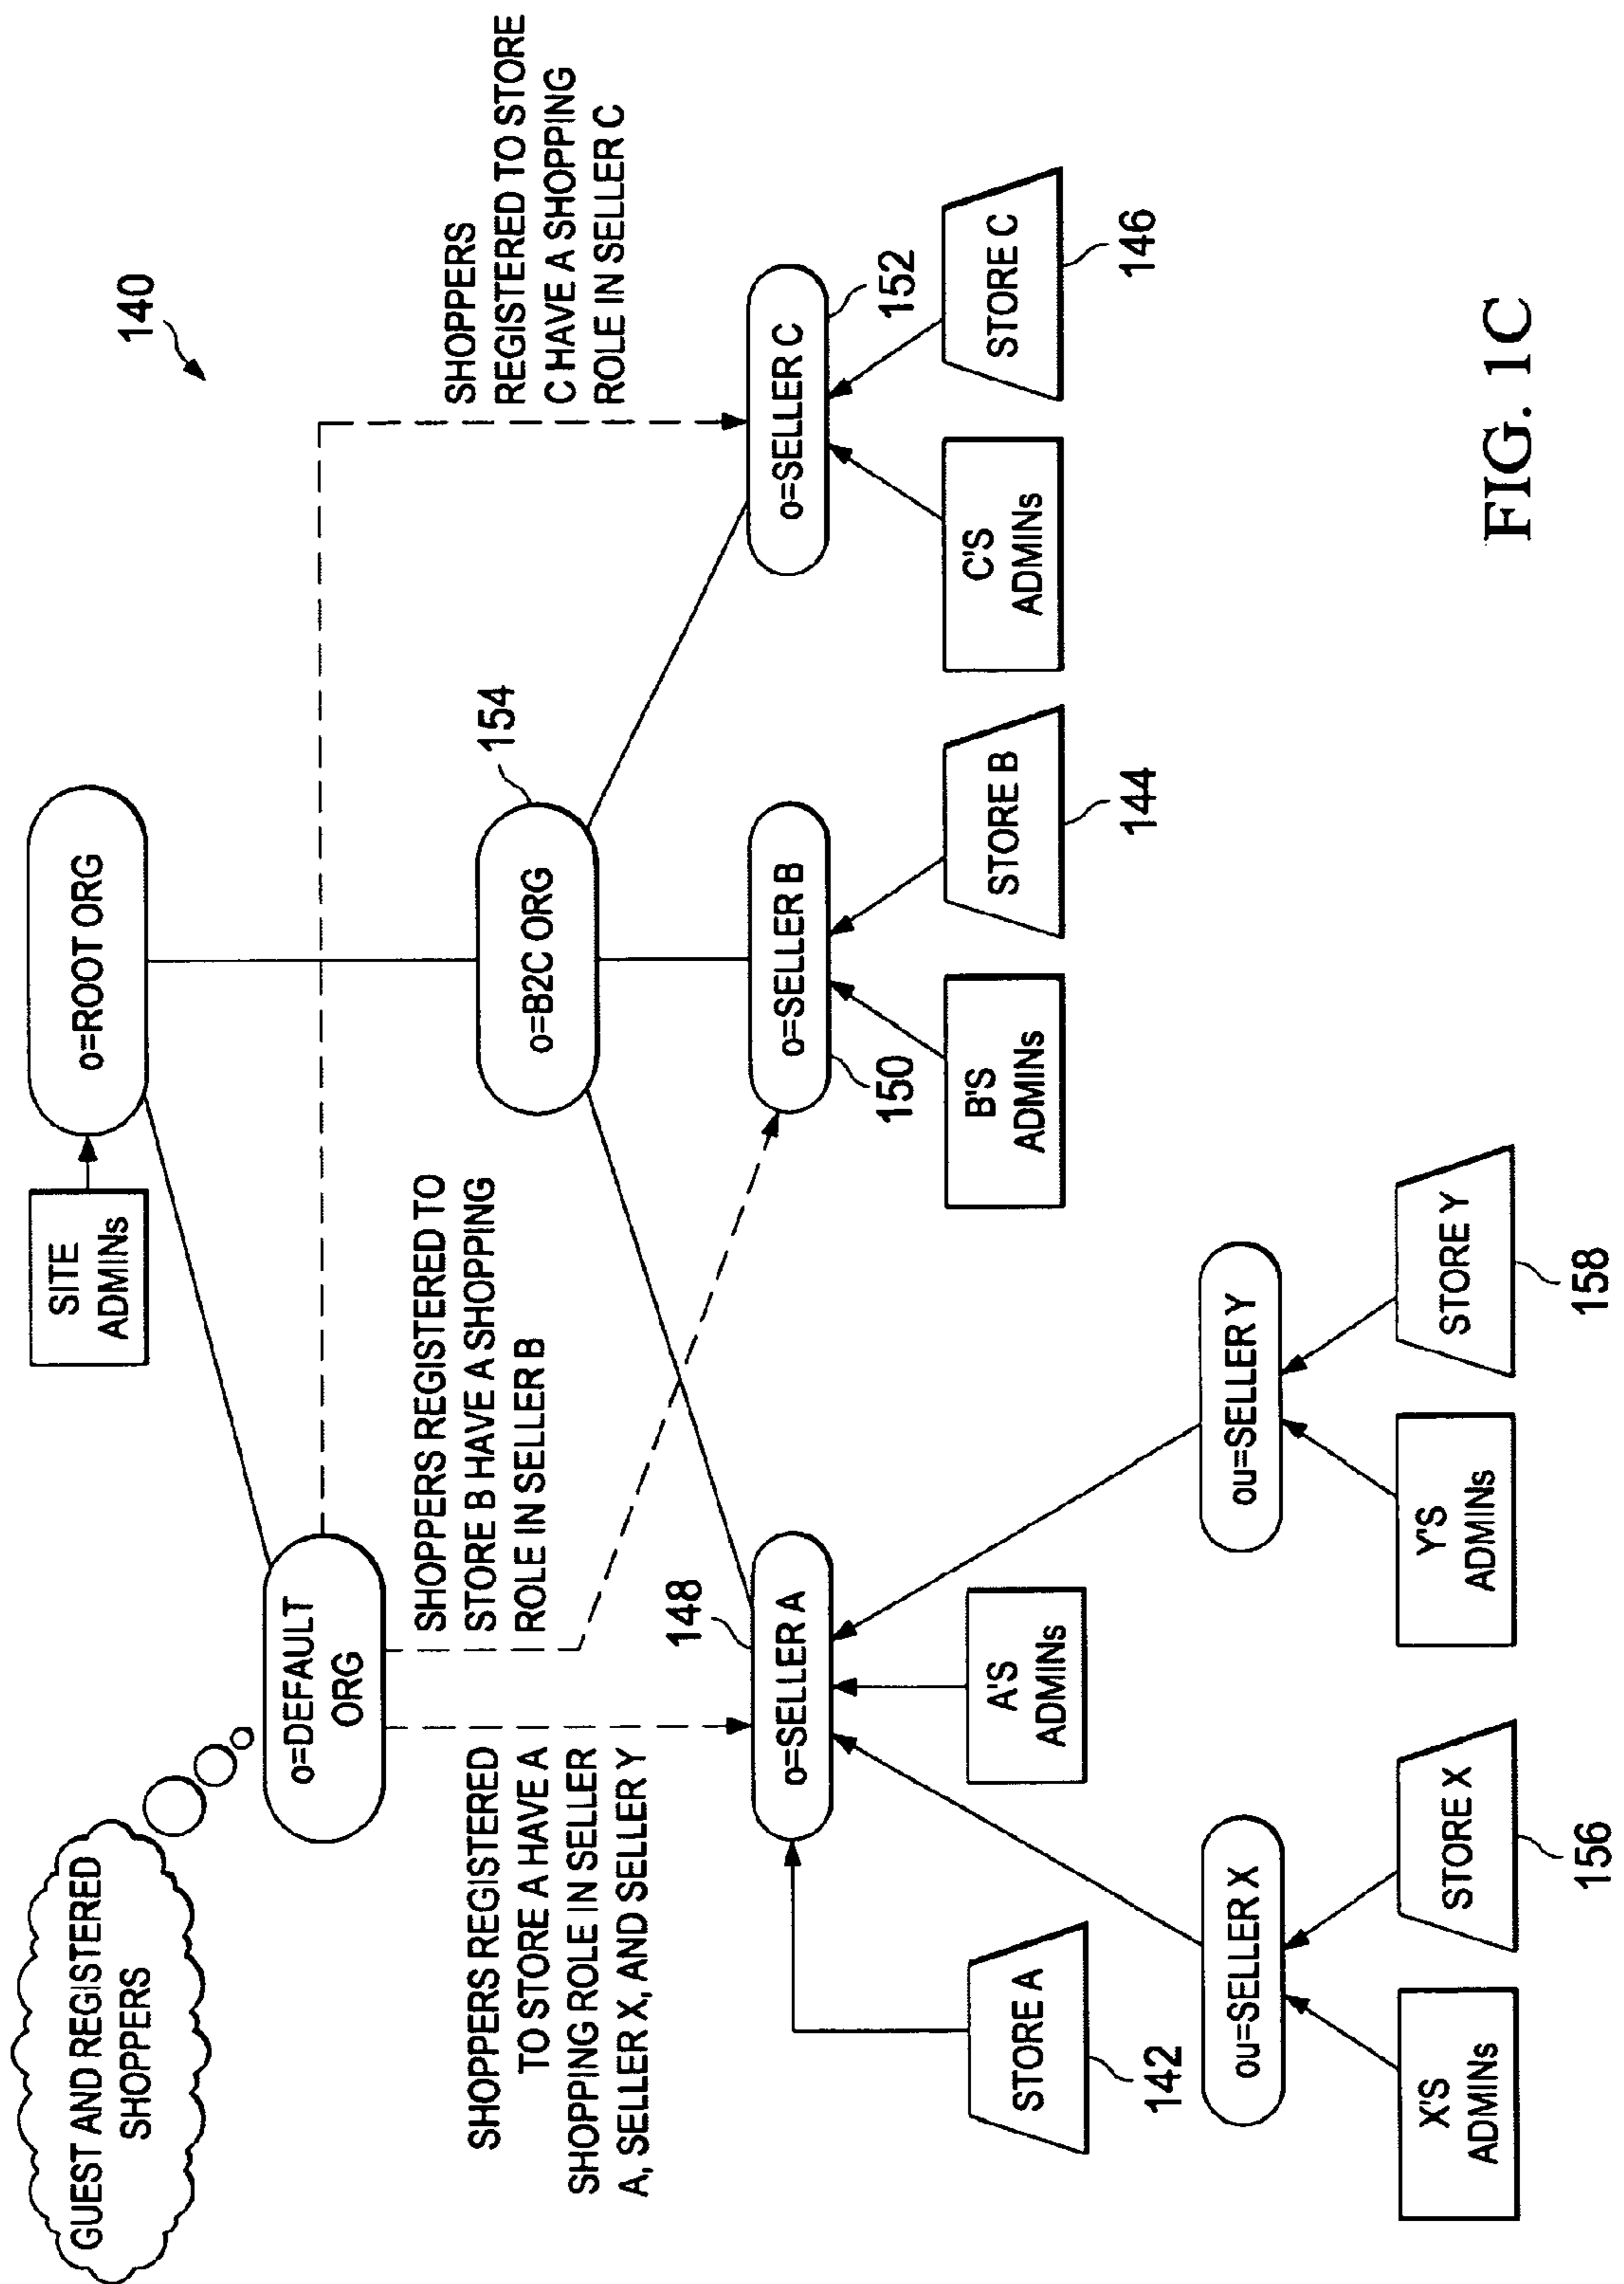 140
GUEST AND REGISTERED
SHOPPERS
SITE
ADMINs
o=ROOT ORG
o=DEFAULT
ORG
SHOPPERS REGISTERED
TO STORE A HAVE A
SHOPPING ROLE IN SELLER
A, SELLER X, AND SELLER Y
SHOPPERS REGISTERED TO
STORE B HAVE A SHOPPING
ROLE IN SELLER B
SHOPPERS
REGISTERED TO STORE
C HAVE A SHOPPING
ROLE IN SELLER C
154
o=B2C ORG
148
o=SELLER A
o=SELLER B
150
o=SELLER C
152
STORE A
142
A'S
ADMINs
B'S
ADMINs
STORE B
144
C'S
ADMINs
STORE C
146
ou=SELLER X
ou=SELLER Y
X'S
ADMINs
STORE X
156
Y'S
ADMINs
STORE Y
158
FIG. 1C